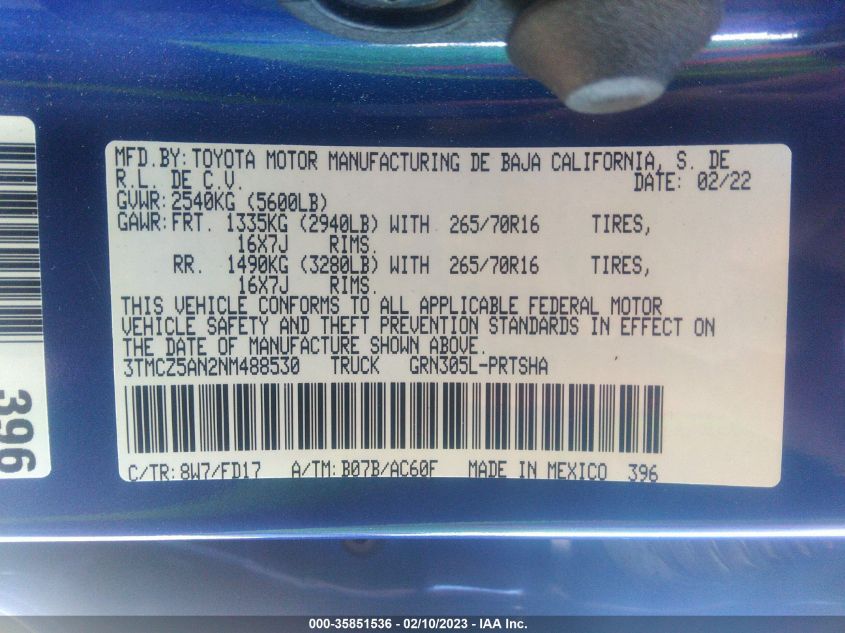 MFD.BY: TOYOTA MOTOR MANUFACTURING DE BAJA CALIFORNIA, S. DE
R.L. DE C.V. DATE: 02/22
GVWR: 2540KG (5600LB)
GAWR: FRT. 1335KG (2940LB) WITH 265/70R16 TIRES,
16X7J RIMS.
RR. 1490KG (3280LB) WITH 265/70R16 TIRES,
16X7J RIMS.
THIS VEHICLE CONFORMS TO ALL APPLICABLE FEDERAL MOTOR
VEHICLE SAFETY AND THEFT PREVENTION STANDARDS IN EFFECT ON
THE DATE OF MANUFACTURE SHOWN ABOVE.
3TMCZ5AN2NM488530 TRUCK GRN305L-PRTSHA
C/TR: 8W7/FD17 A/TM: B07B/AC60F MADE IN MEXICO 396
396
000-35851536 - 02/10/2023 - IAA Inc.